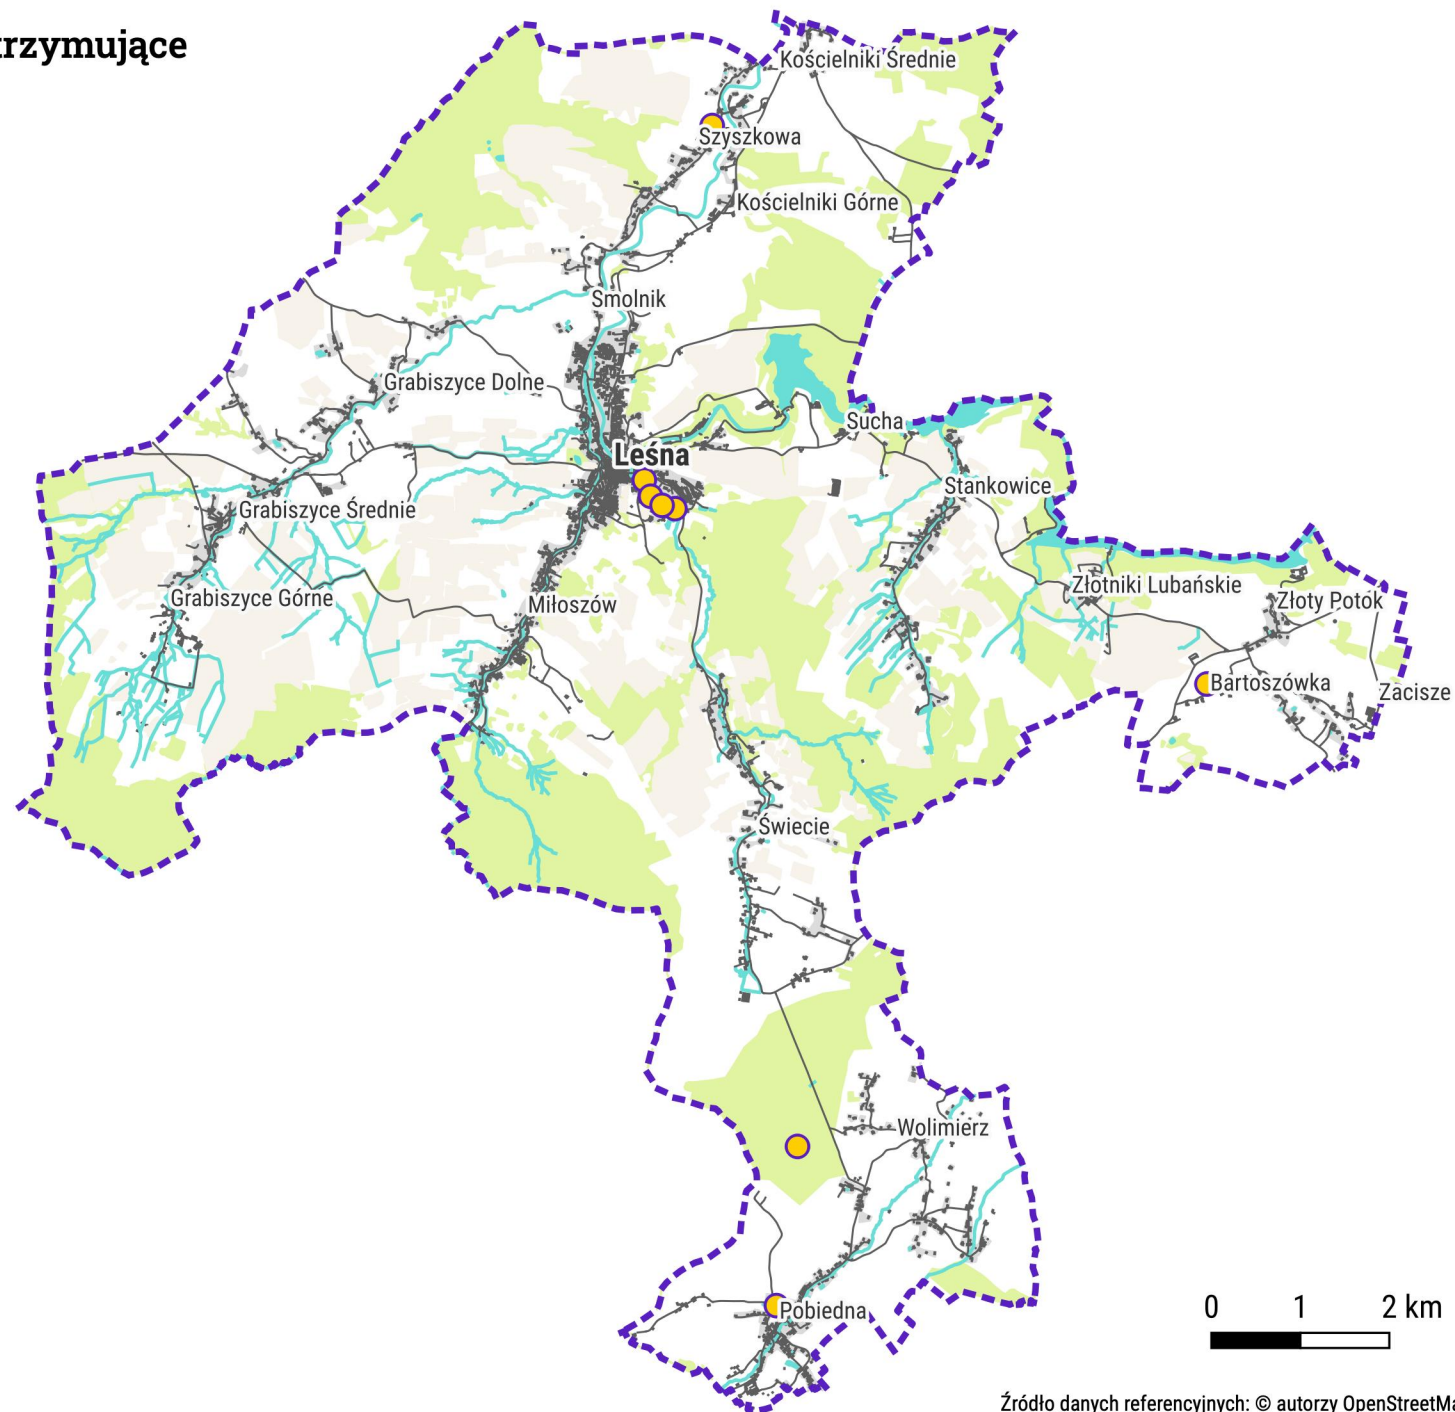 trzymujące
Kościelniki Średnie
Szyszkowa
Kościelniki Górne
Smolnik
Grabiszyce Dolne
Sucha
Leśna
Stankowice
Grabiszyce Średnie
Złotniki Lubańskie
Grabiszyce Górne
Miłoszów
Złoty Potok
Bartoszówka
Zacisze
Świecie
Wolimierz
Pobiedna
0 1 2 km
Źródło danych referencyjnych: © autorzy OpenStreetMa